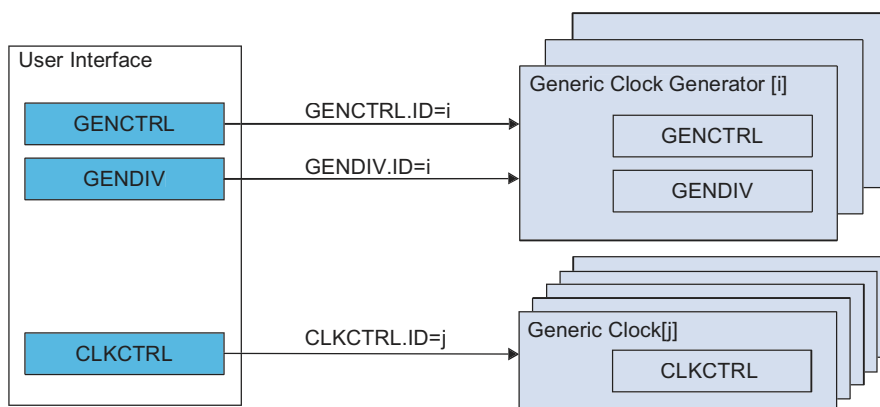 User Interface
GENCTRL
GENDIV
CLKCTRL
GENCTRL.ID=i
GENDIV.ID=i
CLKCTRL.ID=j
Generic Clock Generator [i]
GENCTRL
GENDIV
Generic Clock[j]
CLKCTRL